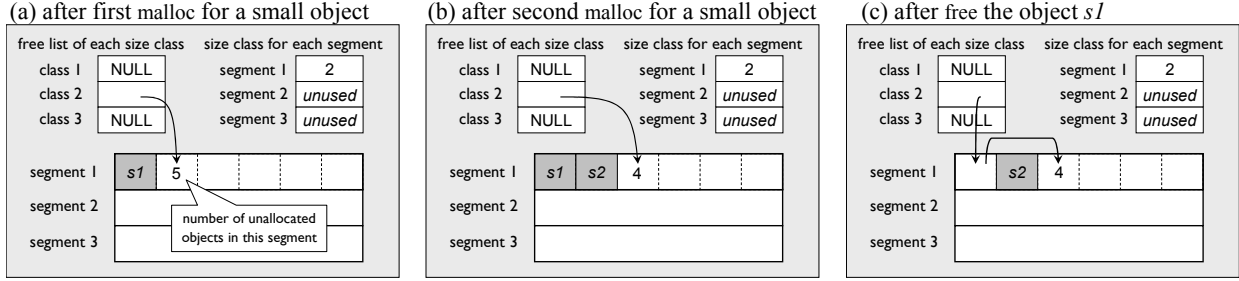 (a) after first malloc for a small object
free list of each size class size class for each segment
class 1 NULL segment 1 2
class 2 segment 2 unused
class 3 NULL segment 3 unused
segment 1 s1 5
segment 2
number of unallocated
objects in this segment
segment 3
(b) after second malloc for a small object
free list of each size class size class for each segment
class 1 NULL segment 1 2
class 2 segment 2 unused
class 3 NULL segment 3 unused
segment 1 s1 s2 4
segment 2
segment 3
(c) after free the object s1
free list of each size class size class for each segment
class 1 NULL segment 1 2
class 2 segment 2 unused
class 3 NULL segment 3 unused
segment 1 s2 4
segment 2
segment 3